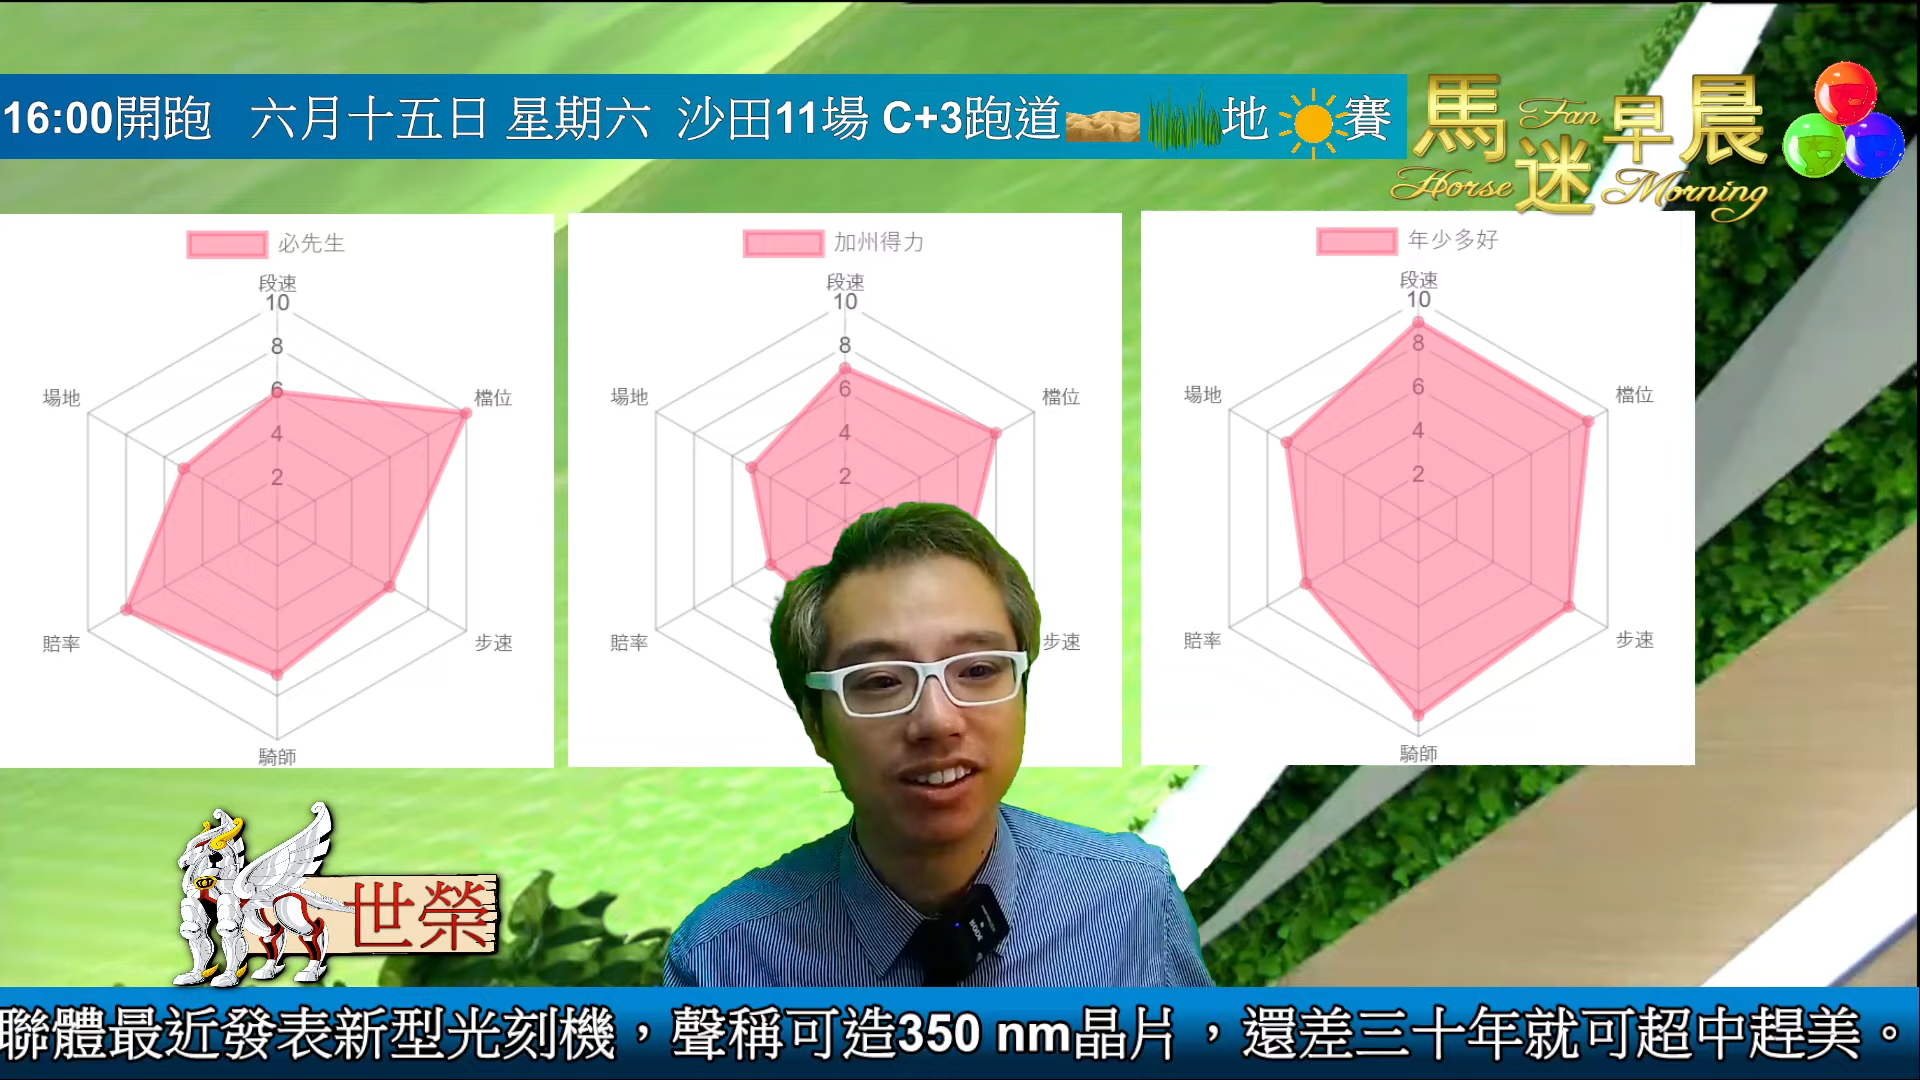 16:00開跑 六月十五日 星期六 沙田11場 C+3跑道地賽
馬迷早晨
Horse Fan Morning
必先生
段速
10
8
6
4
2
場地
檔位
賠率
步速
騎師
加州得力
段速
10
8
6
4
2
場地
檔位
賠率
步速
年少多好
段速
10
8
6
4
2
場地
檔位
賠率
步速
騎師
世榮
RODE
聯體最近發表新型光刻機，聲稱可造350 nm晶片，還差三十年就可超中趕美。